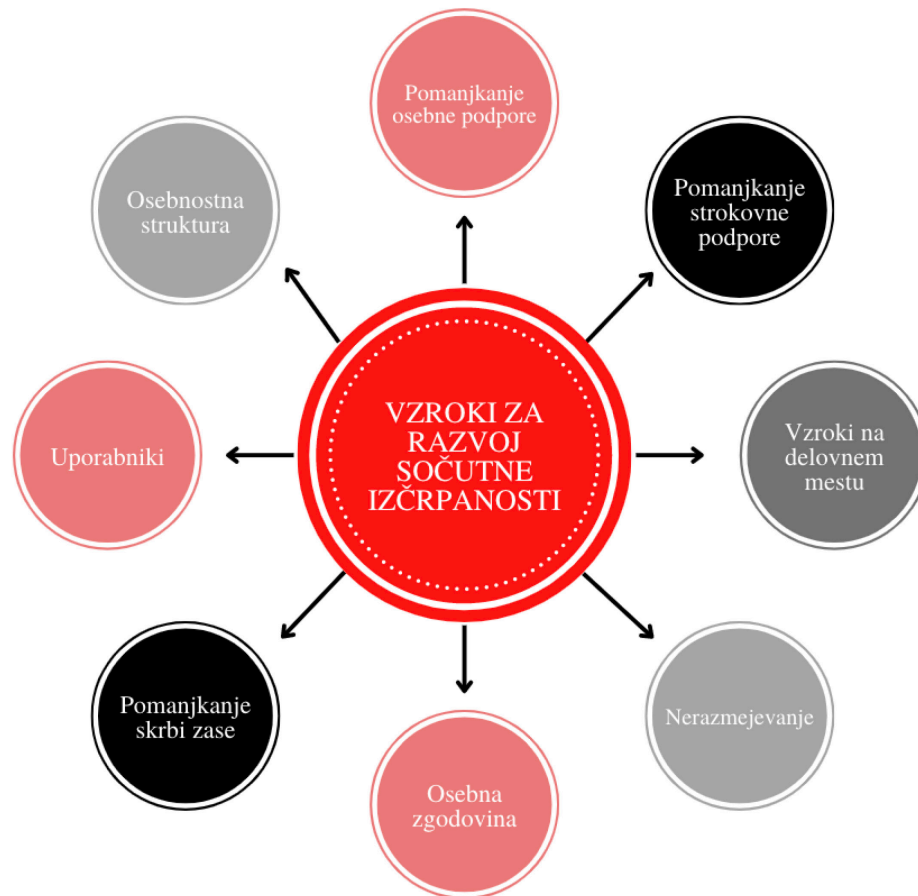 Pomanjkanje
osebne podpore
Pomanjkanje
strokovne
podpore
Vzroki na
delovnem
mestu
Nerazmejevanje
Osebna
zgodovina
Pomanjkanje
skrbi zase
Uporabniki
Osebnostna
struktura
VZROKI ZA
RAZVOJ
SOČUTNE
IZČRPANOSTI